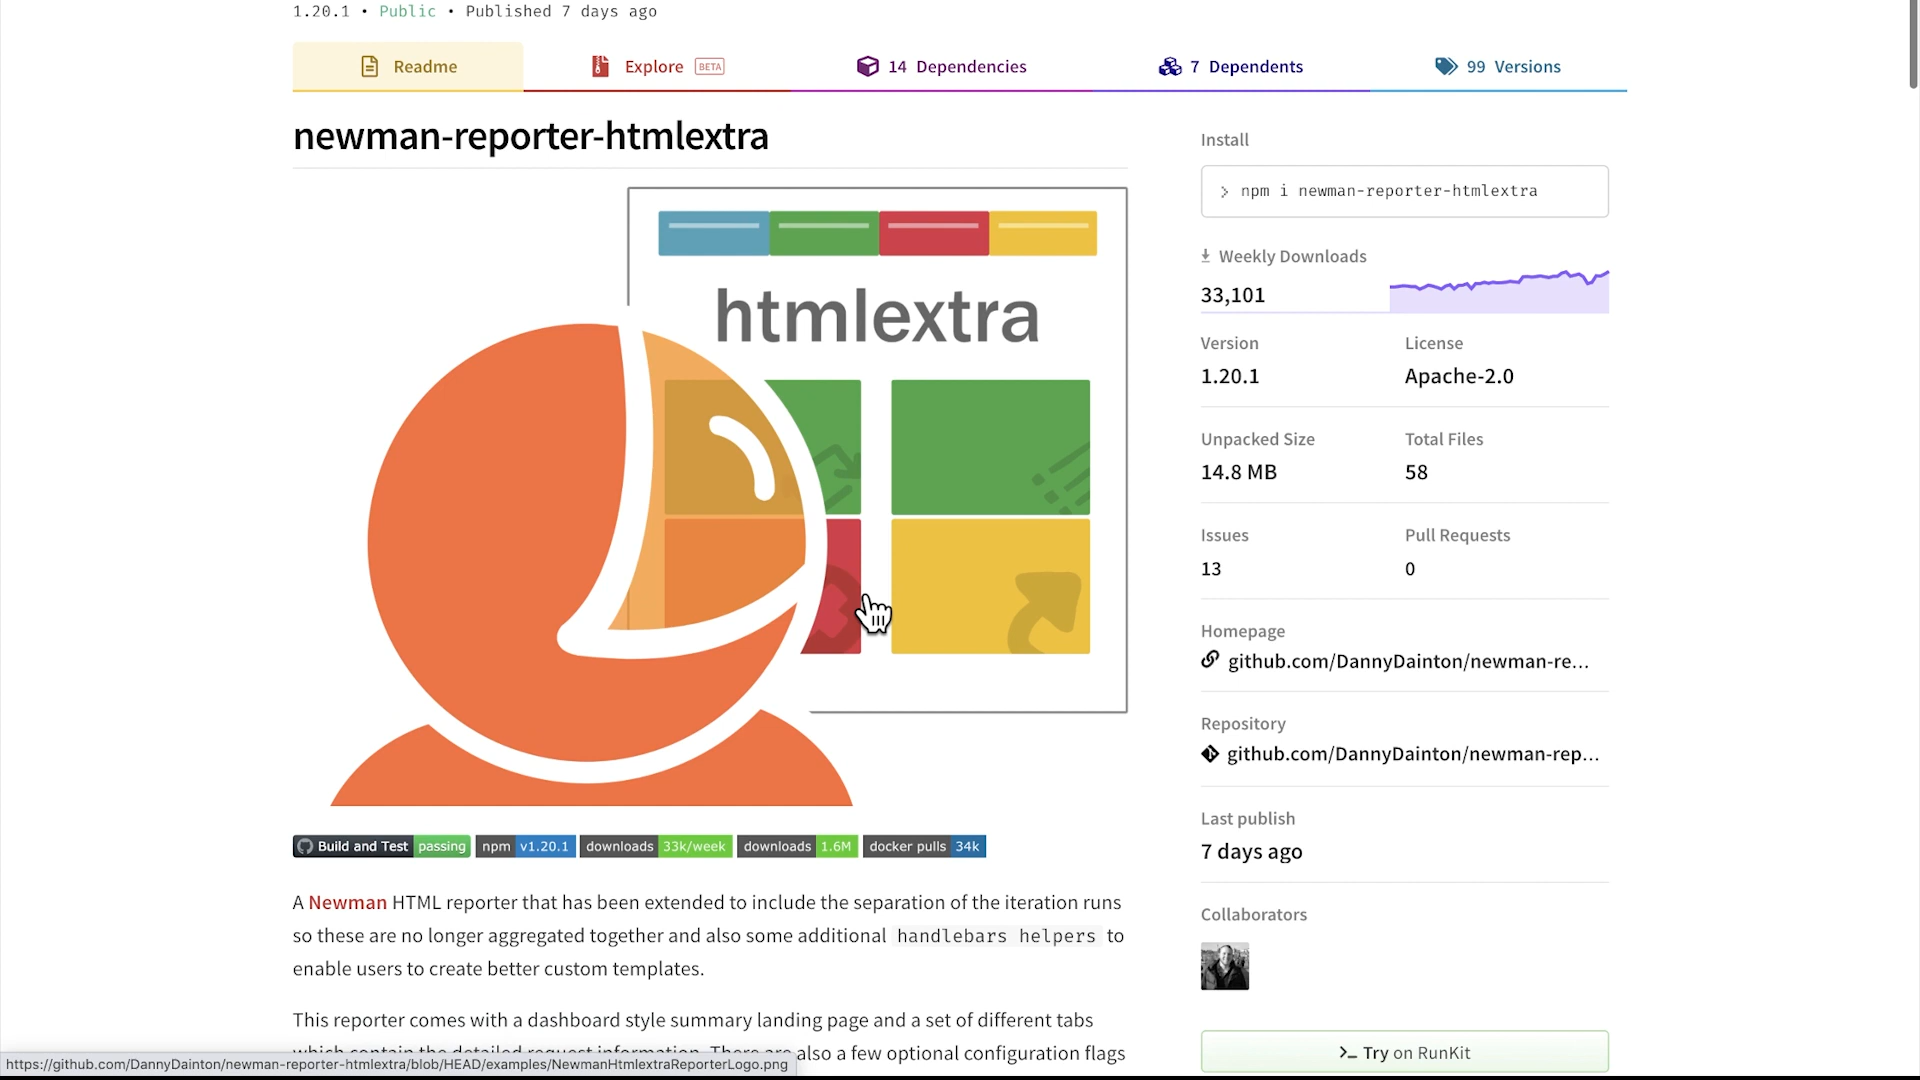 1.20.1 • Public • Published 7 days ago
Readme
Explore BETA
14 Dependencies
7 Dependents
99 Versions
newman-reporter-htmlextra
htmlextra
Build and Test passing npm v1.20.1 downloads 33k/week downloads 1.6M docker pulls 34k
A Newman HTML reporter that has been extended to include the separation of the iteration runs
so these are no longer aggregated together and also some additional handlebars helpers to
enable users to create better custom templates.
This reporter comes with a dashboard style summary landing page and a set of different tabs
which contain the detailed request information. There are also a few optional configuration flags
https://github.com/DannyDainton/newman-reporter-htmlextra/blob/HEAD/examples/NewmanHtmlextraReporterLogo.png
Install
> npm i newman-reporter-htmlextra
Weekly Downloads
33,101
Version
1.20.1
License
Apache-2.0
Unpacked Size
14.8 MB
Total Files
58
Issues
13
Pull Requests
0
Homepage
github.com/DannyDainton/newman-re...
Repository
github.com/DannyDainton/newman-rep...
Last publish
7 days ago
Collaborators
Try on RunKit